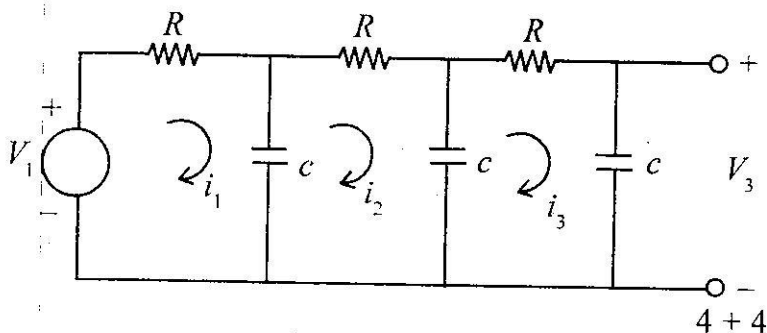 R R R
+ +
V₁ c c c V₃
i₁ i₂ i₃
− −
4 + 4